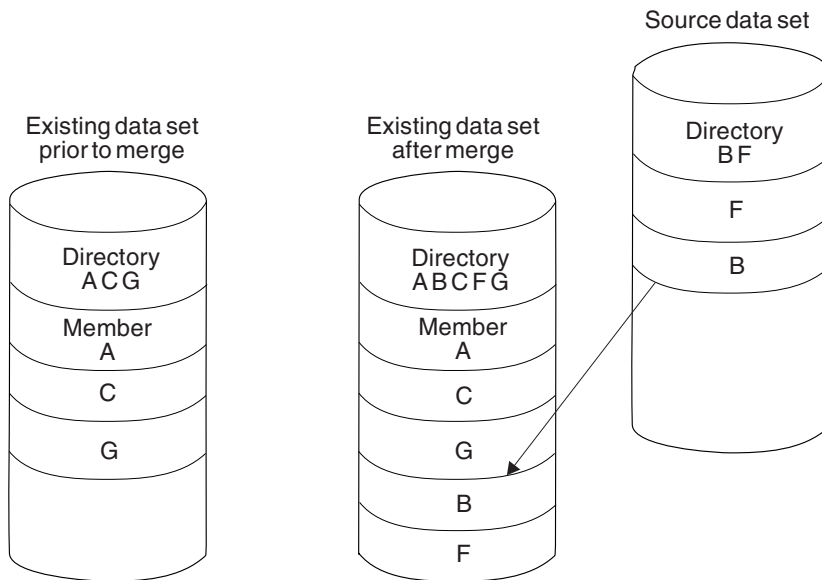 Source data set
Directory
B F
F
B
Existing data set
prior to merge
Directory
A C G
Member
A
C
G
Existing data set
after merge
Directory
A B C F G
Member
A
C
G
B
F